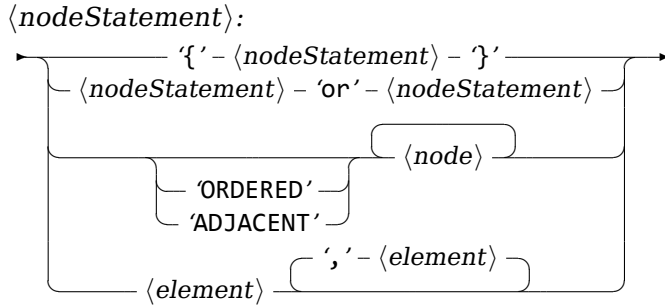 ⟨nodeStatement⟩:
‘{’ – ⟨nodeStatement⟩ – ‘}’
⟨nodeStatement⟩ – ‘or’ – ⟨nodeStatement⟩
⟨node⟩
‘ORDERED’
‘ADJACENT’
‘,’ – ⟨element⟩
⟨element⟩